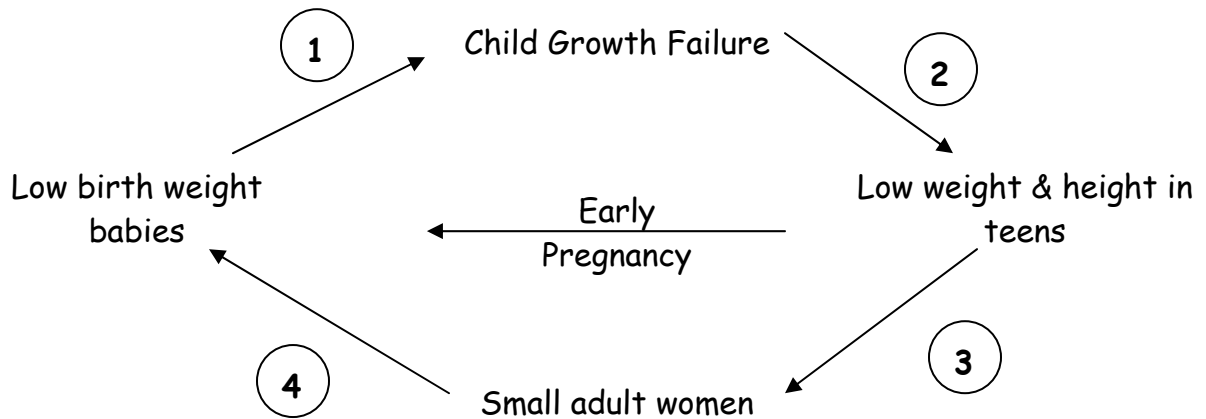 1
Child Growth Failure
2
Low birth weight
babies
Early
Pregnancy
Low weight & height in
teens
3
4
Small adult women